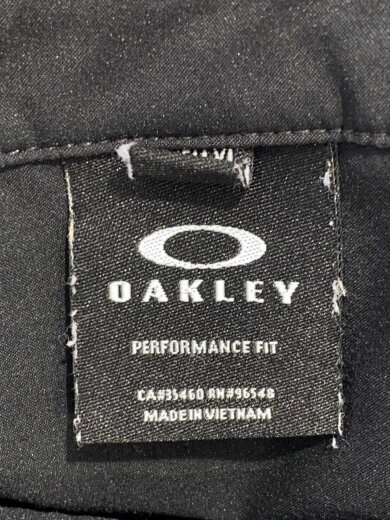 OAKLEY
PERFORMANCE FIT
CA#35460 RN#96548
MADE IN VIETNAM